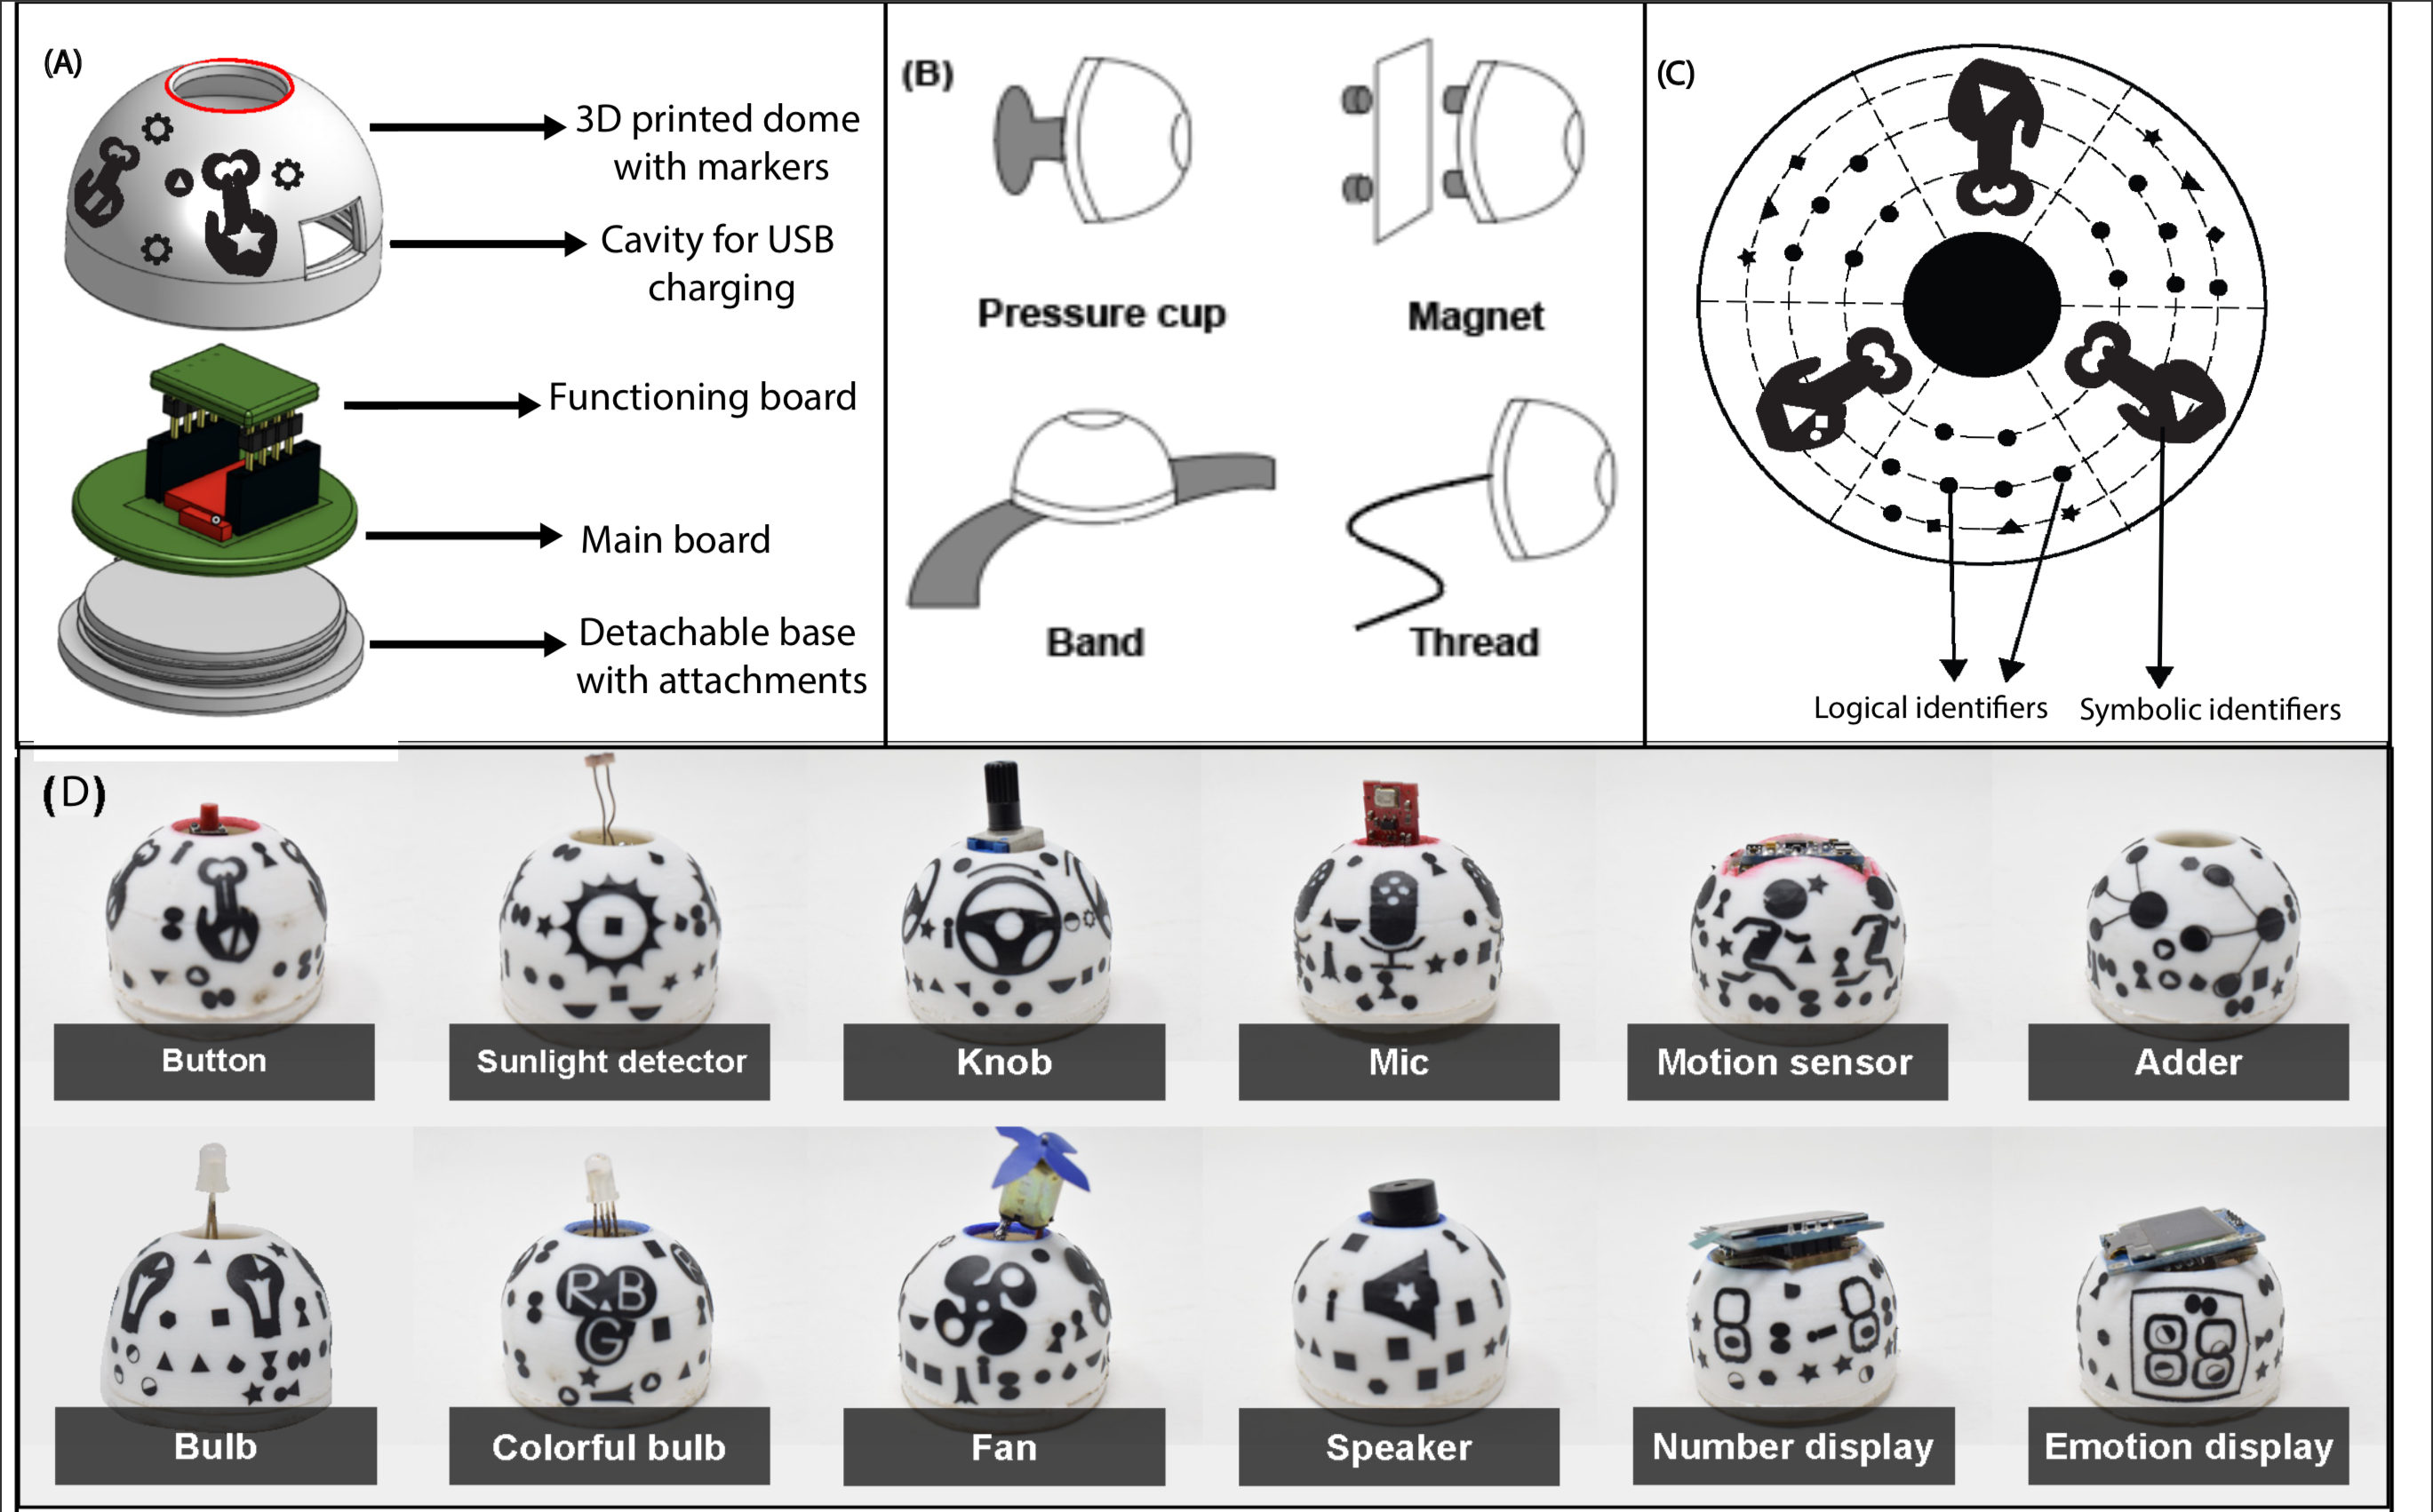 (A)
3D printed dome
with markers
Cavity for USB
charging
Functioning board
Main board
Detachable base
with attachments
(B)
Pressure cup
Magnet
Band
Thread
(C)
Logical identifiers
Symbolic identifiers
(D)
Button
Sunlight detector
Knob
Mic
Motion sensor
Adder
R B
G
Bulb
Colorful bulb
Fan
Speaker
Number display
Emotion display